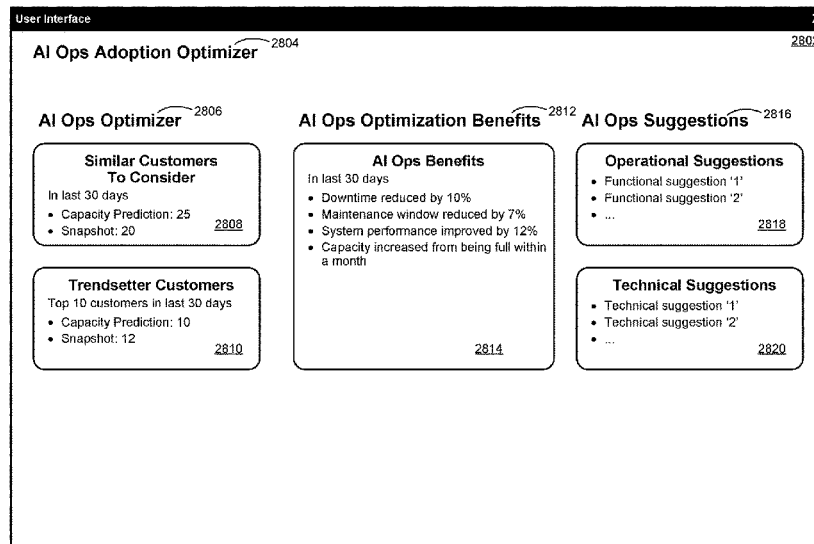 User Interface
AI Ops Adoption Optimizer
2804
AI Ops Optimizer
2806
Similar Customers
To Consider
In last 30 days
• Capacity Prediction: 25
• Snapshot: 20
2808
Trendsetter Customers
Top 10 customers in last 30 days
• Capacity Prediction: 10
• Snapshot: 12
2810
AI Ops Optimization Benefits
2812
AI Ops Benefits
In last 30 days
• Downtime reduced by 10%
• Maintenance window reduced by 7%
• System performance improved by 12%
• Capacity increased from being full within
a month
2814
AI Ops Suggestions
2816
Operational Suggestions
• Functional suggestion '1'
• Functional suggestion '2'
• ...
2818
Technical Suggestions
• Technical suggestion '1'
• Technical suggestion '2'
• ...
2820